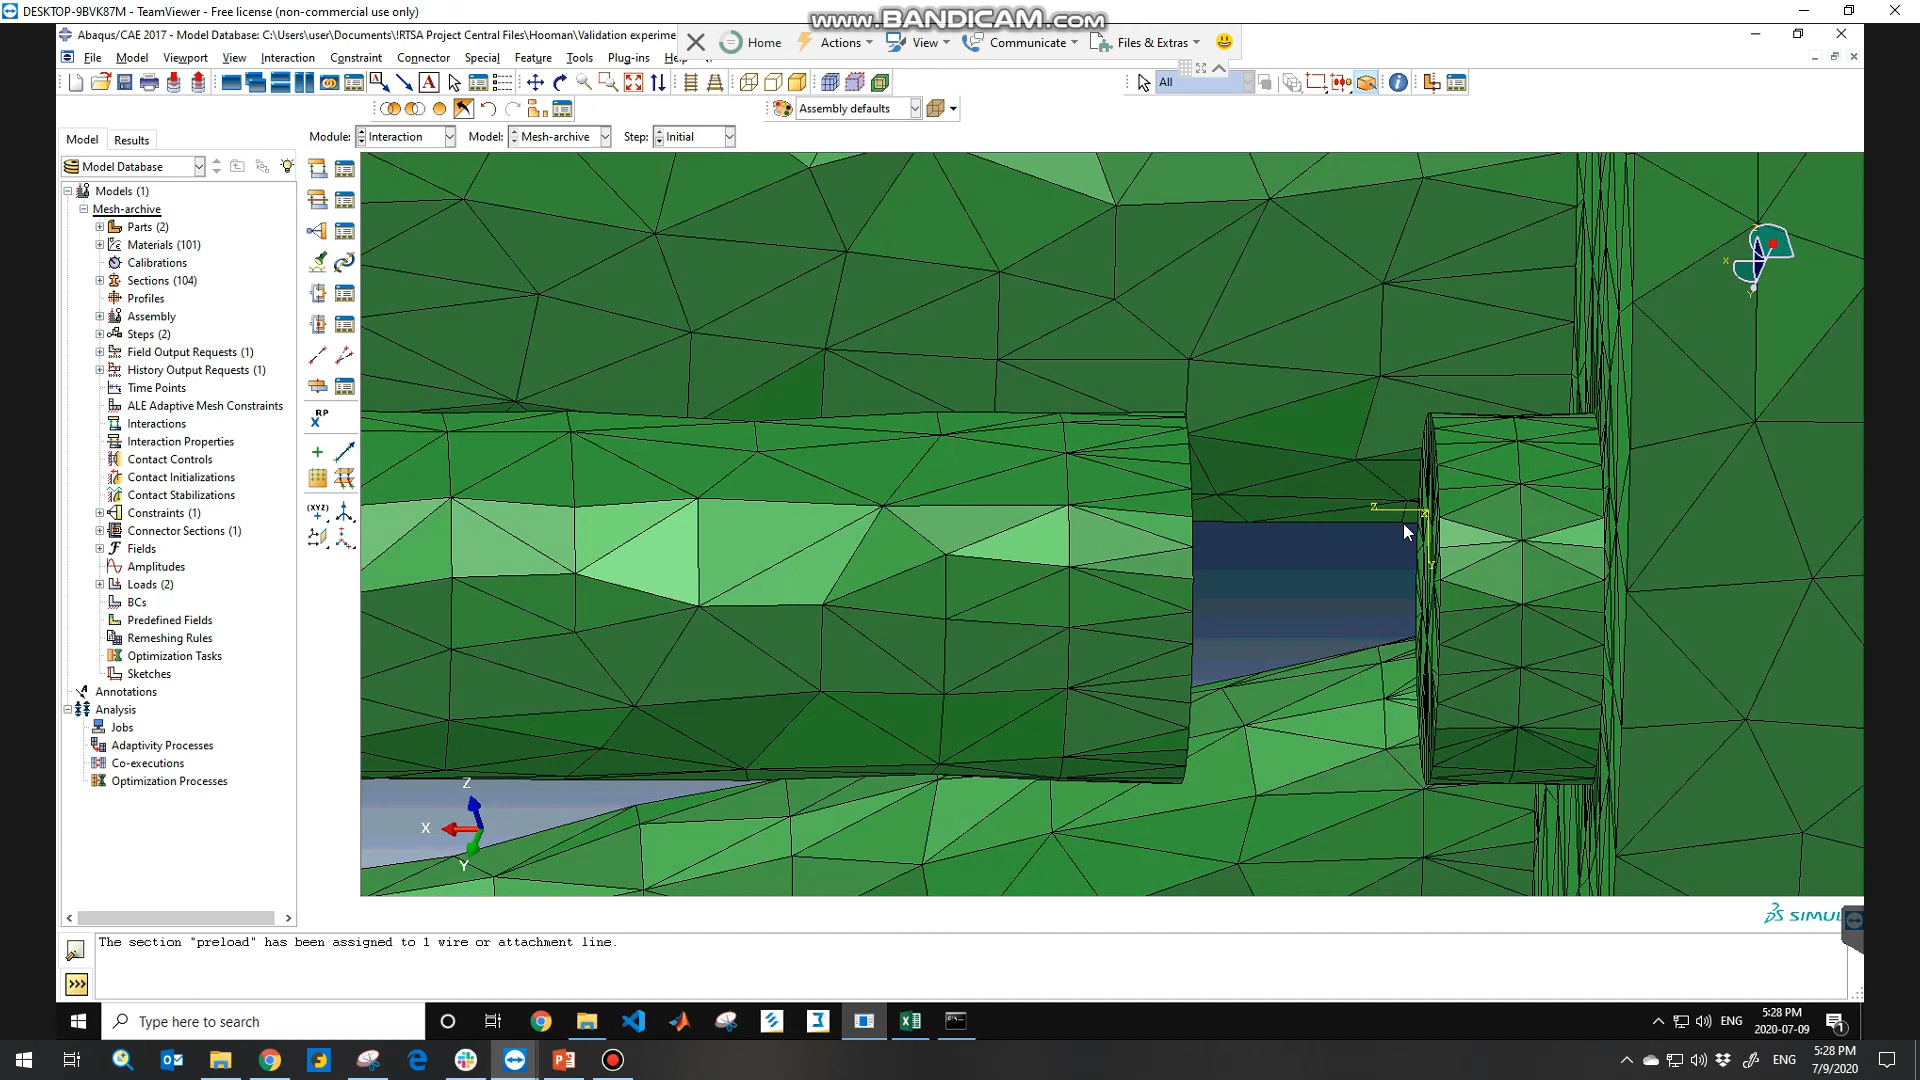 DESKTOP-9BVK87M - TeamViewer - Free license (non-commercial use only)
www.BANDICAM.com
Abaqus/CAE 2017 - Model Database: C:\Users\user\Documents\!RTSA Project Central Files\Hooman\Validation experime
Home Actions View Communicate Files & Extras
File Model Viewport View Interaction Constraint Connector Special Feature Tools Plug-ins Help
All
Assembly defaults
Model Results
Module: Interaction Model: Mesh-archive Step: Initial
Model Database
Models (1)
Mesh-archive
Parts (2)
Materials (101)
Calibrations
Sections (104)
Profiles
Assembly
Steps (2)
Field Output Requests (1)
History Output Requests (1)
Time Points
ALE Adaptive Mesh Constraints
Interactions
Interaction Properties
Contact Controls
Contact Initializations
Contact Stabilizations
Constraints (1)
Connector Sections (1)
Fields
Amplitudes
Loads (2)
BCs
Predefined Fields
Remeshing Rules
Optimization Tasks
Sketches
Annotations
Analysis
Jobs
Adaptivity Processes
Co-executions
Optimization Processes
RP
(XYZ)
X
Y
Z
X
Y
Z
X
Y
SIMUL
The section "preload" has been assigned to 1 wire or attachment line.
Type here to search
ENG
5:28 PM
2020-07-09
ENG
5:28 PM
7/9/2020